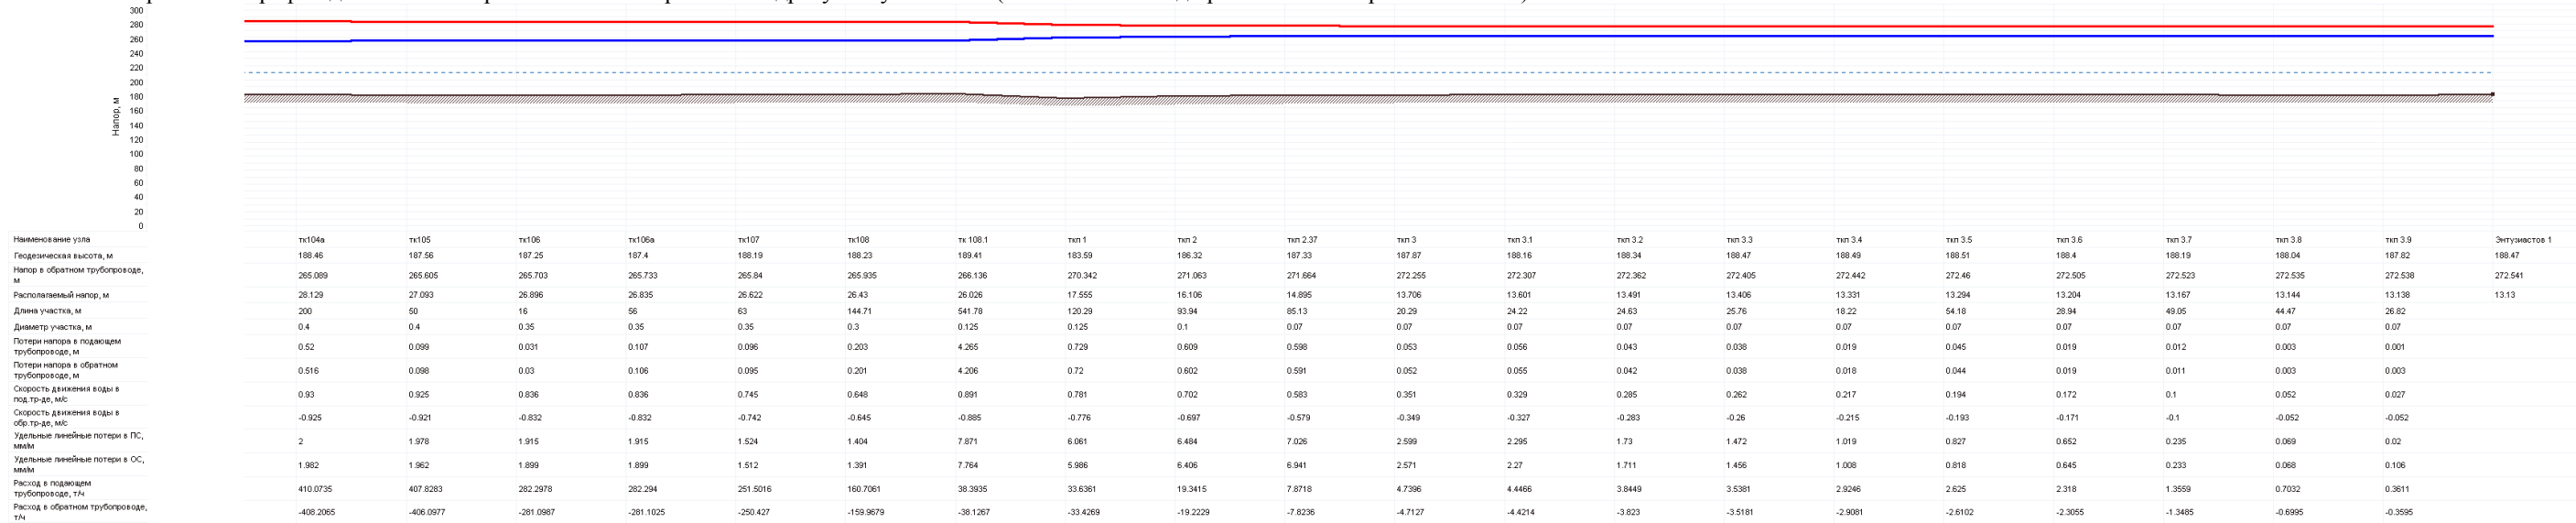 300
280
260
240
220
200
180
160
140
120
100
80
60
40
20
0
Напор, м
Наименование узла тк104а тк105 тк106 тк106а тк107 тк108 тк 108.1 ткп 1 ткп 2 ткп 2.37 ткп 3 ткп 3.1 ткп 3.2 ткп 3.3 ткп 3.4 ткп 3.5 ткп 3.6 ткп 3.7 ткп 3.8 ткп 3.9 Энтузиастов 1
Геодезическая высота, м 188.46 187.56 187.25 187.4 188.19 188.23 189.41 183.59 186.32 187.33 187.87 188.16 188.34 188.47 188.49 188.51 188.4 188.19 188.04 187.82 188.47
Напор в обратном трубопроводе,
м 265.089 265.605 265.703 265.733 265.84 265.935 266.136 270.342 271.063 271.664 272.255 272.307 272.362 272.405 272.442 272.46 272.505 272.523 272.535 272.538 272.541
Располагаемый напор, м 28.129 27.093 26.896 26.835 26.622 26.43 26.026 17.555 16.106 14.895 13.706 13.601 13.491 13.406 13.331 13.294 13.204 13.167 13.144 13.138 13.13
Длина участка, м 200 50 16 56 63 144.71 541.78 120.29 93.94 85.13 20.29 24.22 24.63 25.76 18.22 54.18 28.94 49.05 44.47 26.82
Диаметр участка, м 0.4 0.4 0.35 0.35 0.35 0.3 0.125 0.125 0.1 0.07 0.07 0.07 0.07 0.07 0.07 0.07 0.07 0.07 0.07 0.07
Потери напора в подающем
трубопроводе, м 0.52 0.099 0.031 0.107 0.096 0.203 4.265 0.729 0.609 0.598 0.053 0.056 0.043 0.038 0.019 0.045 0.019 0.012 0.003 0.001
Потери напора в обратном
трубопроводе, м 0.516 0.098 0.03 0.106 0.095 0.201 4.206 0.72 0.602 0.591 0.052 0.055 0.042 0.038 0.018 0.044 0.019 0.011 0.003 0.003
Скорость движения воды в
под.тр-де, м/с 0.93 0.925 0.836 0.836 0.745 0.648 0.891 0.781 0.702 0.583 0.351 0.329 0.285 0.262 0.217 0.194 0.172 0.1 0.052 0.027
Скорость движения воды в
обр.тр-де, м/с -0.925 -0.921 -0.832 -0.832 -0.742 -0.645 -0.885 -0.776 -0.697 -0.579 -0.349 -0.327 -0.283 -0.26 -0.215 -0.193 -0.171 -0.1 -0.052 -0.052
Удельные линейные потери в ПС,
мм/м 2 1.978 1.915 1.915 1.524 1.404 7.871 6.061 6.484 7.026 2.599 2.295 1.73 1.472 1.019 0.827 0.652 0.235 0.069 0.02
Удельные линейные потери в ОС,
мм/м 1.982 1.962 1.899 1.899 1.512 1.391 7.764 5.986 6.406 6.941 2.571 2.27 1.711 1.456 1.008 0.818 0.645 0.233 0.068 0.106
Расход в подающем
трубопроводе, т/ч 410.0735 407.8283 282.2978 282.294 251.5016 160.7061 38.3935 33.6361 19.3415 7.8718 4.7396 4.4466 3.8449 3.5381 2.9246 2.625 2.318 1.3559 0.7032 0.3611
Расход в обратном трубопроводе,
т/ч -408.2065 -406.0977 -281.0987 -281.1025 -250.427 -159.9679 -38.1267 -33.4269 -19.2229 -7.8236 -4.7127 -4.4214 -3.823 -3.5181 -2.9081 -2.6102 -2.3055 -1.3485 -0.6995 -0.3595